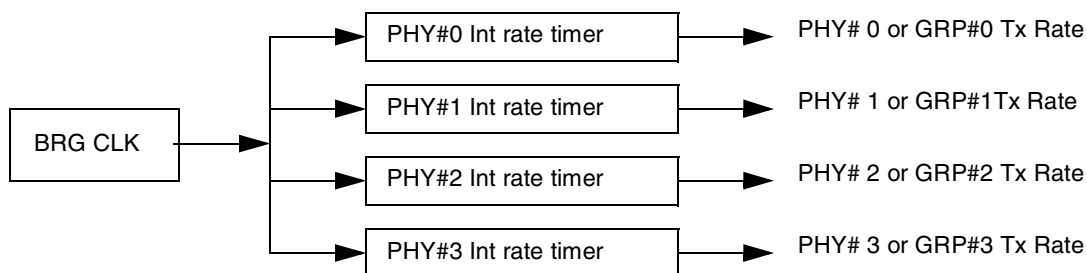 PHY#0 Int rate timer
PHY# 0 or GRP#0 Tx Rate
PHY#1 Int rate timer
PHY# 1 or GRP#1Tx Rate
BRG CLK
PHY#2 Int rate timer
PHY# 2 or GRP#2 Tx Rate
PHY#3 Int rate timer
PHY# 3 or GRP#3 Tx Rate